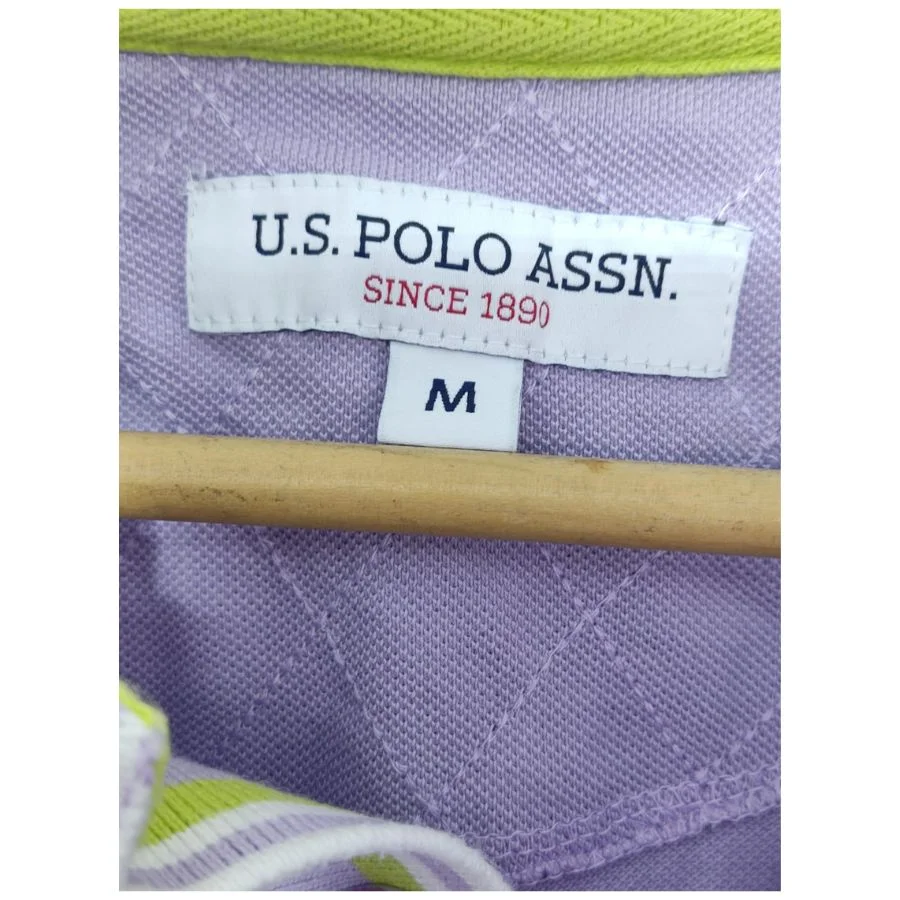 U.S. POLO ASSN.
SINCE 1890
M